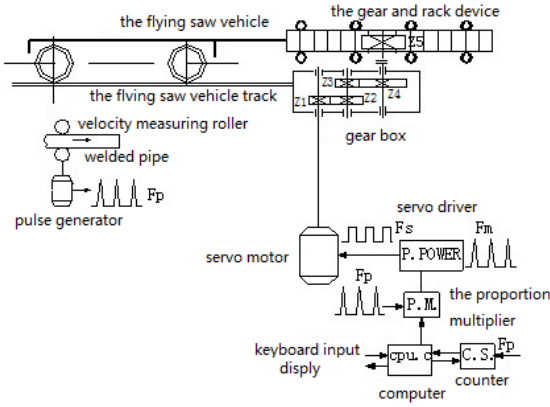 the flying saw vehicle
the gear and rack device
Z5
Z3
Z4
Z1
Z2
the flving saw vehicle track
gear box
velocity measuring roller
welded pipe
Fp
pulse generator
servo driver
Fs
Fm
servo motor
P.POWER
Fp
P.M.
the proportion
multiplier
keyboard input
disply
cpu.c
C.S.
Fp
computer
counter